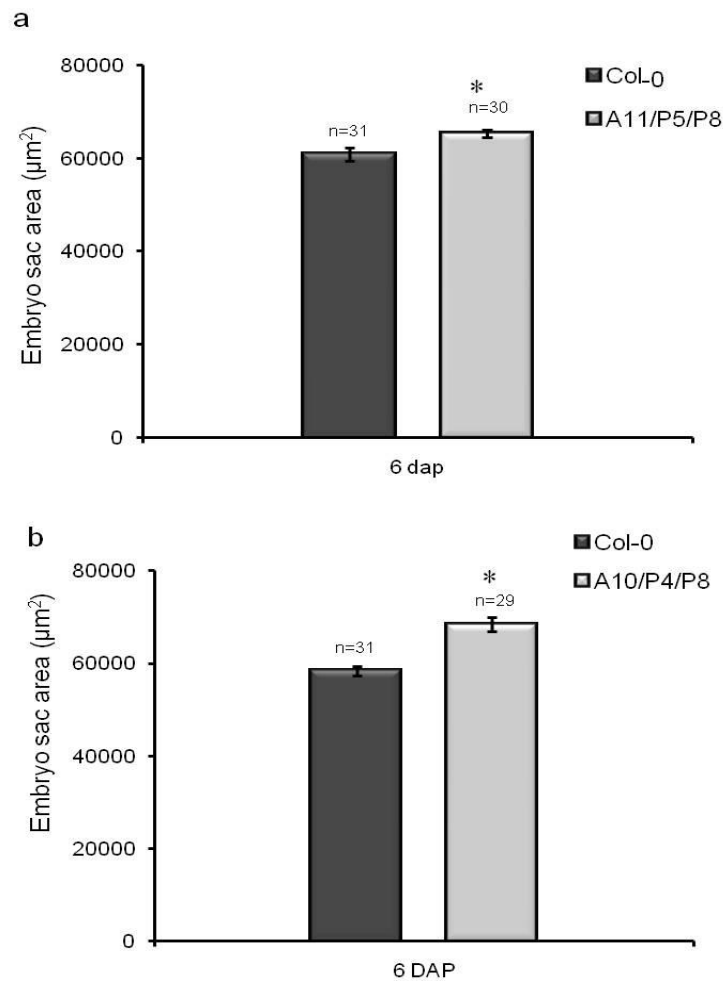 a
80000
60000
40000
20000
0
Embryo sac area (µm²)
n=31
*
n=30
Col-0
A11/P5/P8
6 dap
b
80000
60000
40000
20000
0
Embryo sac area (µm²)
n=31
*
n=29
Col-0
A10/P4/P8
6 DAP